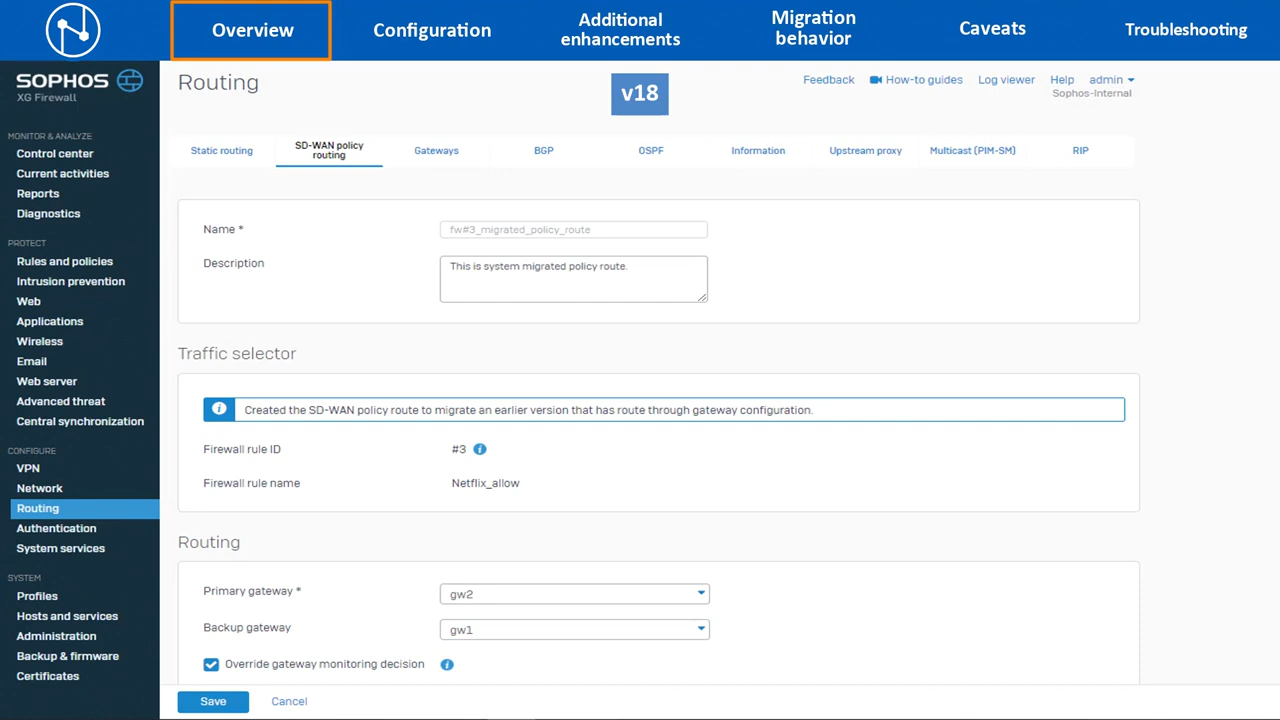 Overview
Configuration
Additional
enhancements
Migration
behavior
Caveats
Troubleshooting
SOPHOS
XG Firewall
Routing
v18
Feedback
How-to guides
Log viewer
Help
admin
Sophos-Internal
MONITOR & ANALYZE
Control center
Current activities
Reports
Diagnostics
PROTECT
Rules and policies
Intrusion prevention
Web
Applications
Wireless
Email
Web server
Advanced threat
Central synchronization
CONFIGURE
VPN
Network
Routing
Authentication
System services
SYSTEM
Profiles
Hosts and services
Administration
Backup & firmware
Certificates
Static routing
SD-WAN policy
routing
Gateways
BGP
OSPF
Information
Upstream proxy
Multicast (PIM-SM)
RIP
Name *
fw#3_migrated_policy_route
Description
This is system migrated policy route.
Traffic selector
Created the SD-WAN policy route to migrate an earlier version that has route through gateway configuration.
Firewall rule ID
#3
Firewall rule name
Netflix_allow
Routing
Primary gateway *
gw2
Backup gateway
gw1
Override gateway monitoring decision
Save
Cancel